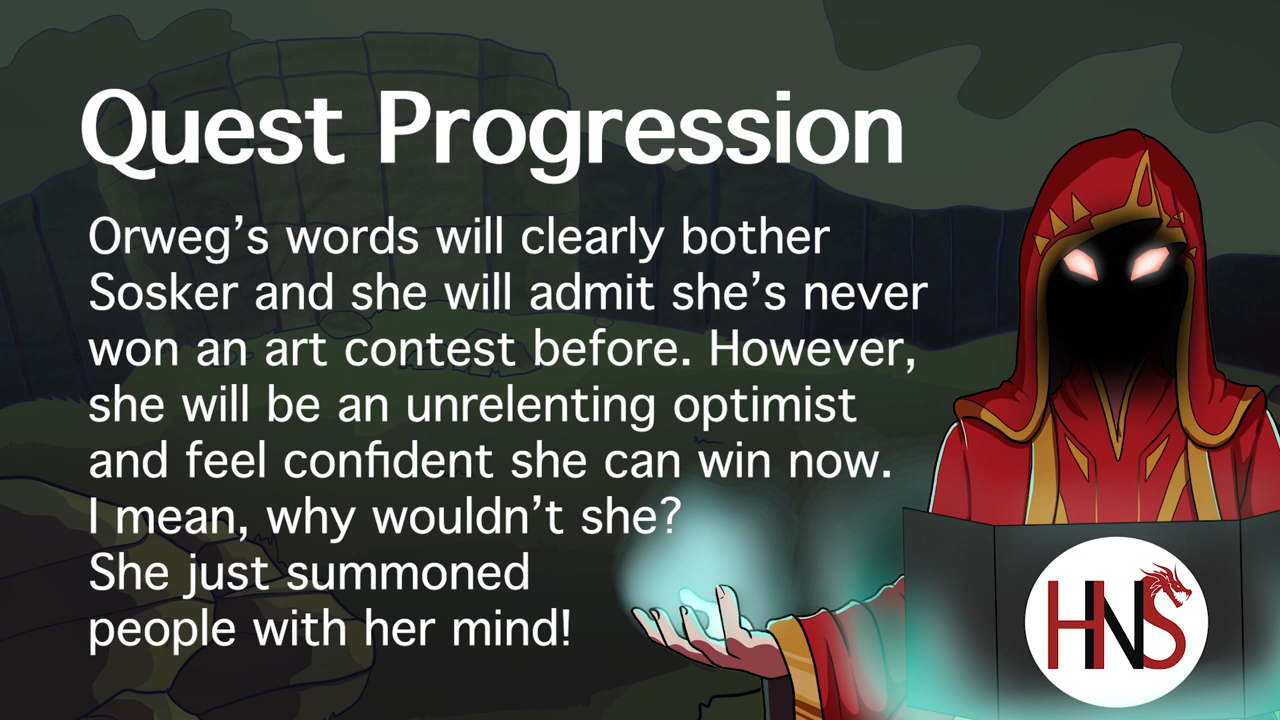 Quest Progression
Orweg’s words will clearly bother
Sosker and she will admit she’s never
won an art contest before. However,
she will be an unrelenting optimist
and feel confident she can win now.
I mean, why wouldn’t she?
She just summoned
people with her mind!
HNS